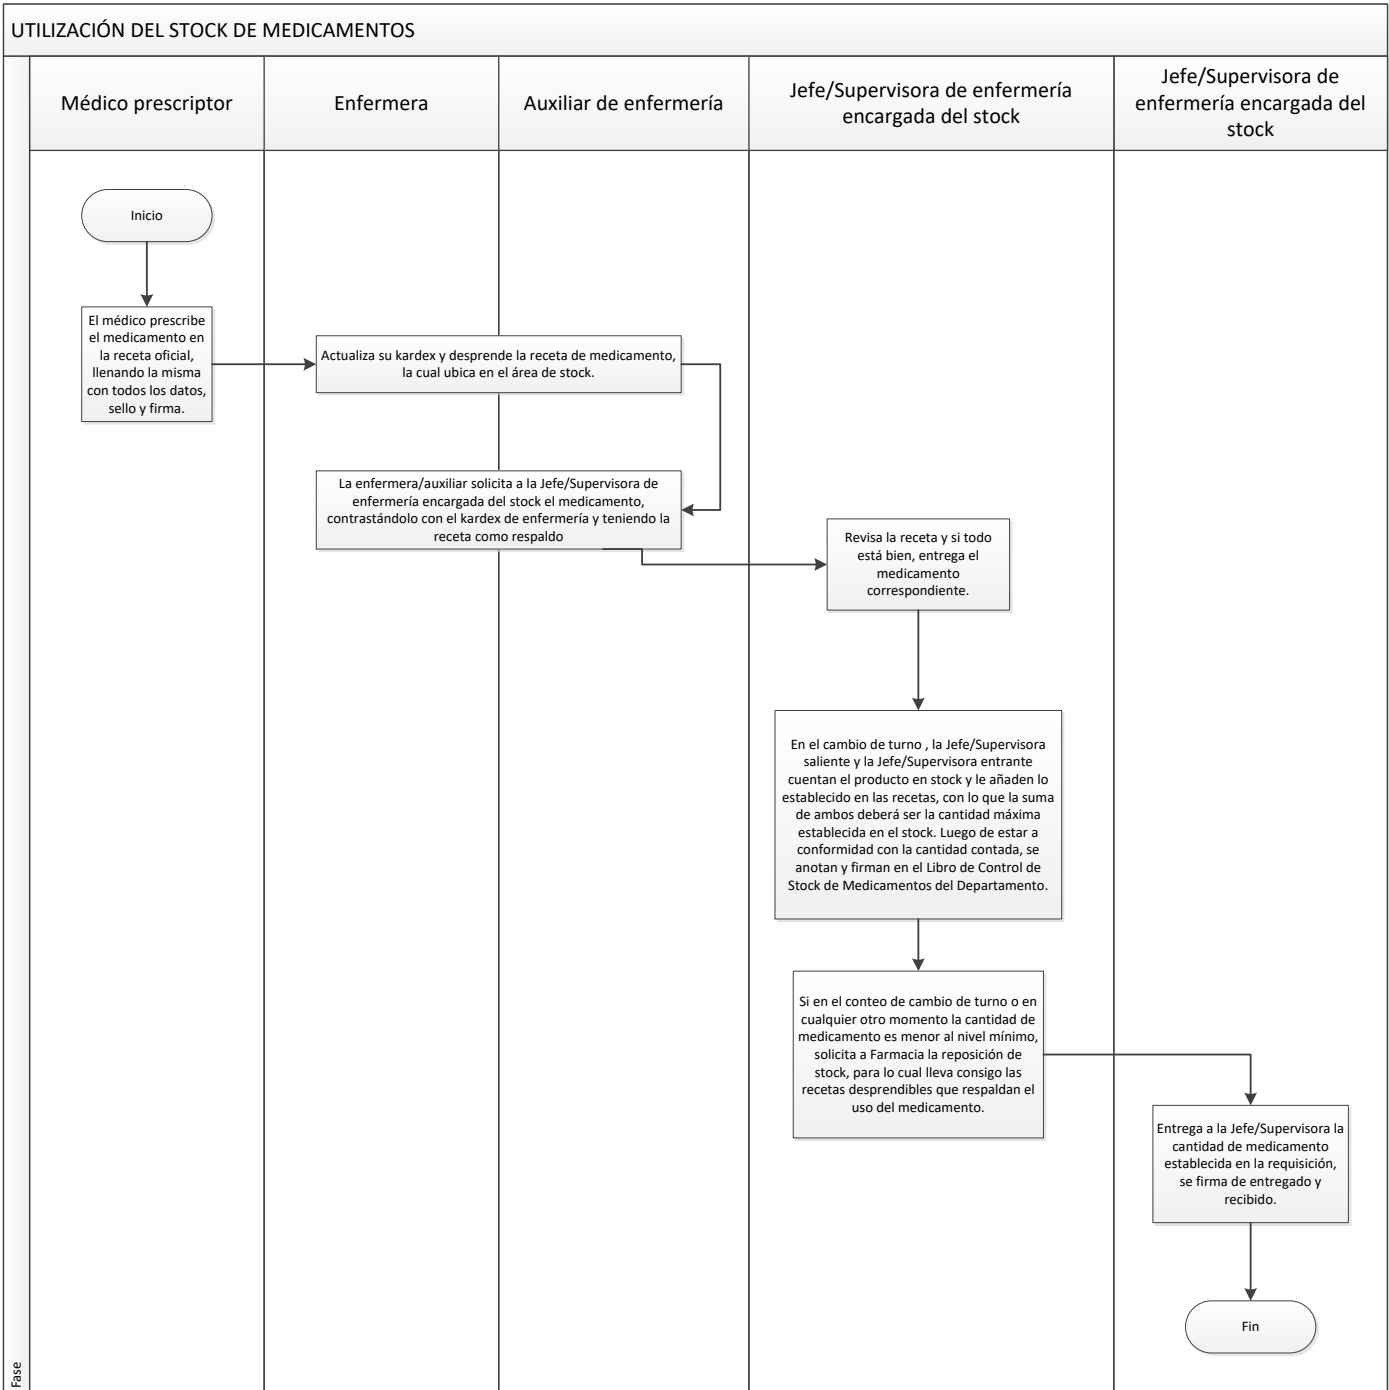 UTILIZACIÓN DEL STOCK DE MEDICAMENTOS
Médico prescriptor
Enfermera
Auxiliar de enfermería
Jefe/Supervisora de enfermería
encargada del stock
Jefe/Supervisora de
enfermería encargada del
stock
Inicio
El médico prescribe
el medicamento en
la receta oficial,
llenando la misma
con todos los datos,
sello y firma.
Actualiza su kardex y desprende la receta de medicamento,
la cual ubica en el área de stock.
La enfermera/auxiliar solicita a la Jefe/Supervisora de
enfermería encargada del stock el medicamento,
contrastándolo con el kardex de enfermería y teniendo la
receta como respaldo
Revisa la receta y si todo
está bien, entrega el
medicamento
correspondiente.
En el cambio de turno , la Jefe/Supervisora
saliente y la Jefe/Supervisora entrante
cuentan el producto en stock y le añaden lo
establecido en las recetas, con lo que la suma
de ambos deberá ser la cantidad máxima
establecida en el stock. Luego de estar a
conformidad con la cantidad contada, se
anotan y firman en el Libro de Control de
Stock de Medicamentos del Departamento.
Si en el conteo de cambio de turno o en
cualquier otro momento la cantidad de
medicamento es menor al nivel mínimo,
solicita a Farmacia la reposición de
stock, para lo cual lleva consigo las
recetas desprendibles que respaldan el
uso del medicamento.
Entrega a la Jefe/Supervisora la
cantidad de medicamento
establecida en la requisición,
se firma de entregado y
recibido.
Fin
Fase